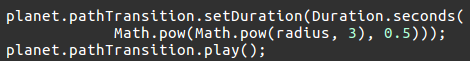 planet.pathTransition.setDuration(Duration.seconds(
Math.pow(Math.pow(radius, 3), 0.5)));
planet.pathTransition.play();